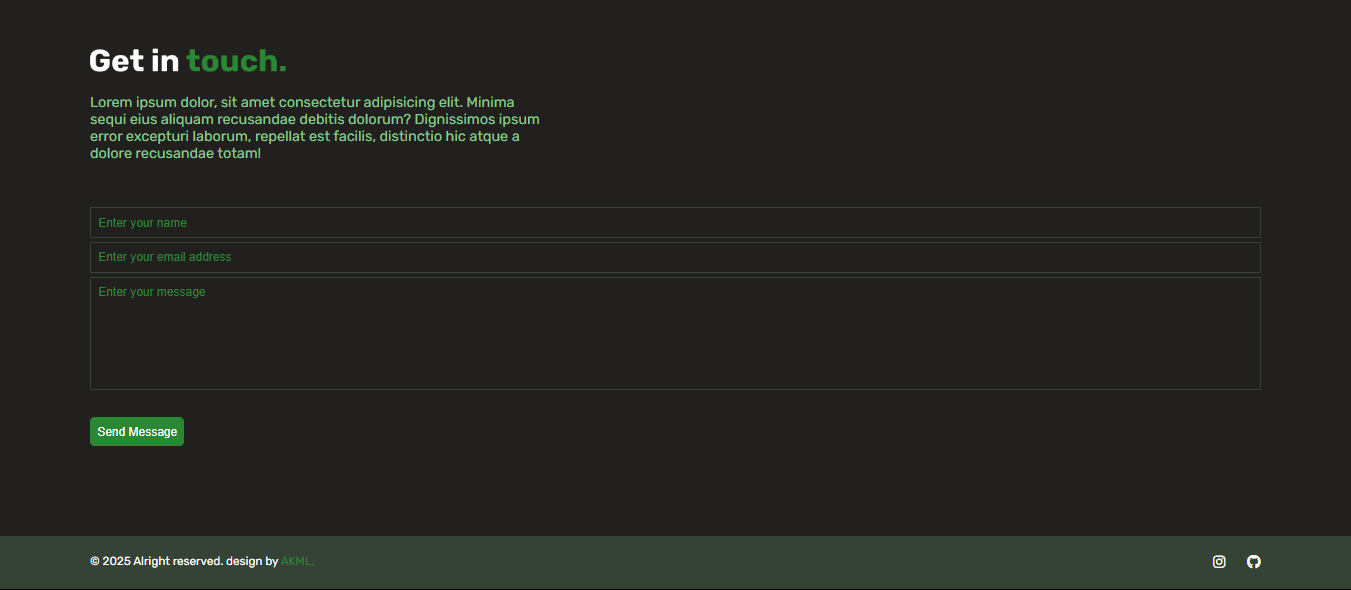 Get in touch.
Lorem ipsum dolor, sit amet consectetur adipisicing elit. Minima
sequi eius aliquam recusandae debitis dolorum? Dignissimos ipsum
error excepturi laborum, repellat est facilis, distinctio hic atque a
dolore recusandae totam!
Enter your name
Enter your email address
Enter your message
Send Message
© 2025 Alright reserved. design by AKML.